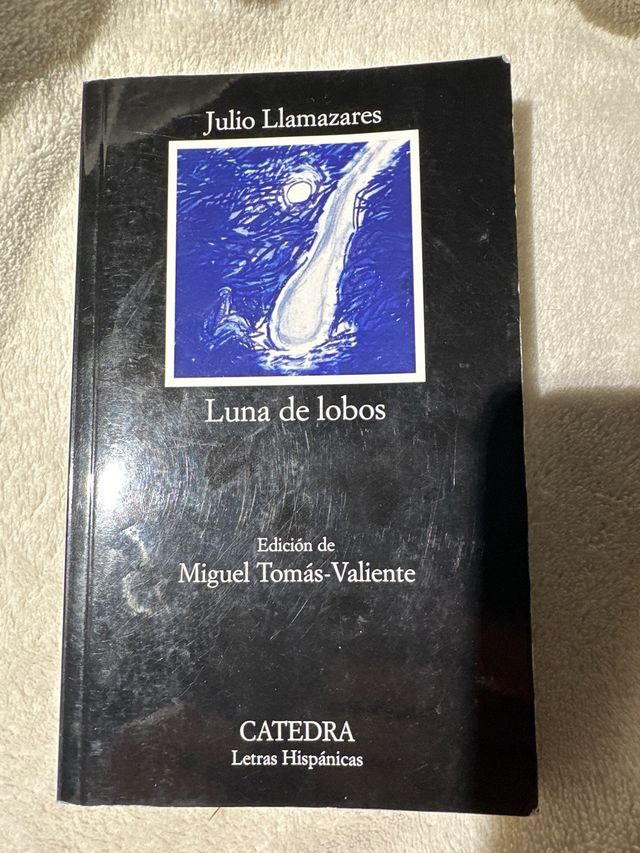 Julio Llamazares
Luna de lobos
Edición de
Miguel Tomás-Valiente
CATEDRA
Letras Hispánicas